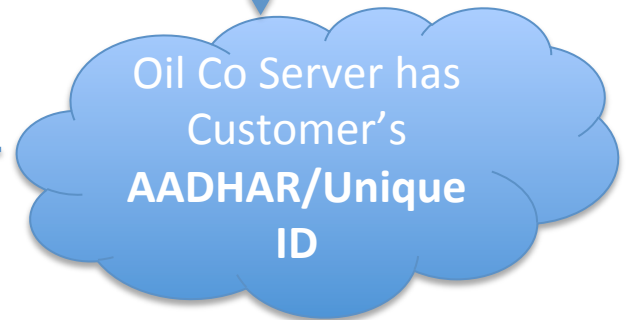 Oil Co Server has
Customer’s
AADHAR/Unique
ID